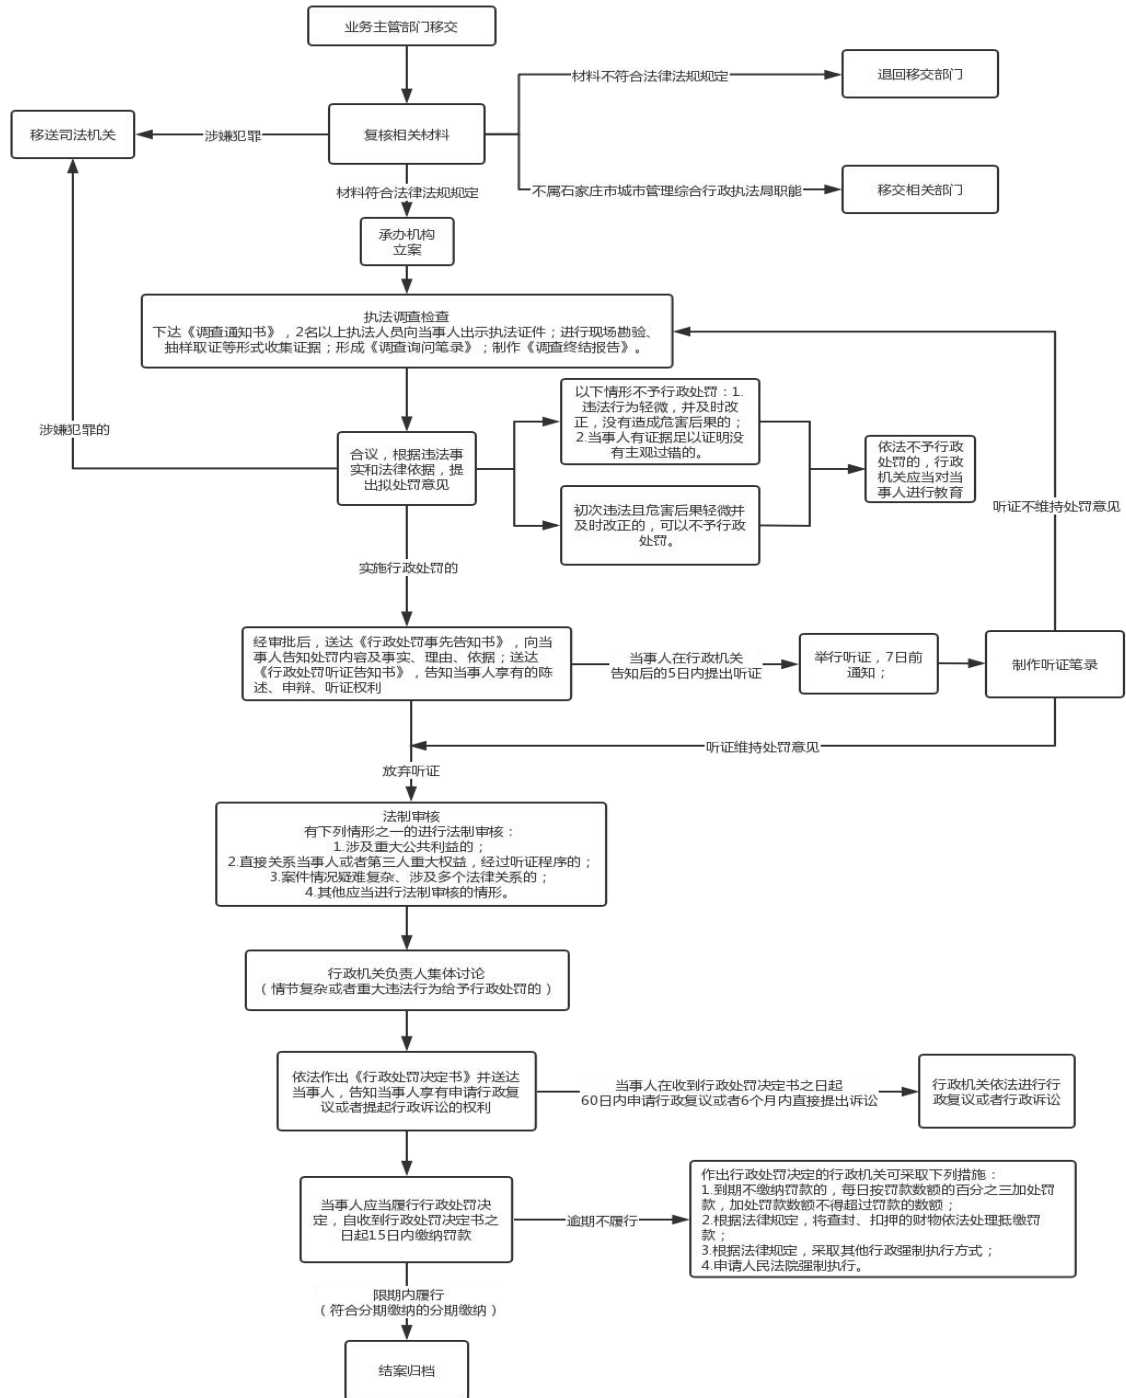 业务主管部门移交
材料不符合法律法规规定
退回移交部门
移送司法机关
涉嫌犯罪
复核相关材料
材料符合法律法规规定
不属石家庄市城市管理综合行政执法局职能
移交相关部门
承办机构
立案
执法调查检查
下达《调查通知书》，2名以上执法人员向当事人出示执法证件；进行现场勘验、
抽样取证等形式收集证据；形成《调查询问笔录》；制作《调查终结报告》。
涉嫌犯罪的
合议，根据违法事
实和法律依据，提
出拟处罚意见
以下情形不予行政处罚：1.
违法行为轻微，并及时改
正，没有造成危害后果的；
2.当事人有证据足以证明没
有主观过错的。
初次违法且危害后果轻微并
及时改正的，可以不予行政
处罚。
依法不予行政
处罚的，行政
机关应当对当
事人进行教育
听证不维持处罚意见
实施行政处罚的
经审批后，送达《行政处罚事先告知书》，向当
事人告知处罚内容及事实、理由、依据；送达
《行政处罚听证告知书》，告知当事人享有的陈
述、申辩、听证权利
当事人在行政机关
告知后的5日内提出听证
举行听证，7日前
通知；
制作听证笔录
听证维持处罚意见
放弃听证
法制审核
有下列情形之一的进行法制审核：
1.涉及重大公共利益的；
2.直接关系当事人或者第三人重大权益，经过听证程序的；
3.案件情况疑难复杂、涉及多个法律关系的；
4.其他应当进行法制审核的情形。
行政机关负责人集体讨论
（情节复杂或者重大违法行为给予行政处罚的）
依法作出《行政处罚决定书》并送达
当事人，告知当事人享有申请行政复
议或者提起行政诉讼的权利
当事人在收到行政处罚决定书之日起
60日内申请行政复议或者6个月内直接提出诉讼
行政机关依法进行行
政复议或者行政诉讼
当事人应当履行行政处罚决
定，自收到行政处罚决定书之
日起15日内缴纳罚款
逾期不履行
作出行政处罚决定的行政机关可采取下列措施：
1.到期不缴纳罚款的，每日按罚款数额的百分之三加处罚
款，加处罚款数额不得超过罚款的数额；
2.根据法律规定，将查封、扣押的财物依法处理抵缴罚
款；
3.根据法律规定，采取其他行政强制执行方式；
4.申请人民法院强制执行。
限期内履行
（符合分期缴纳的分期缴纳）
结案归档